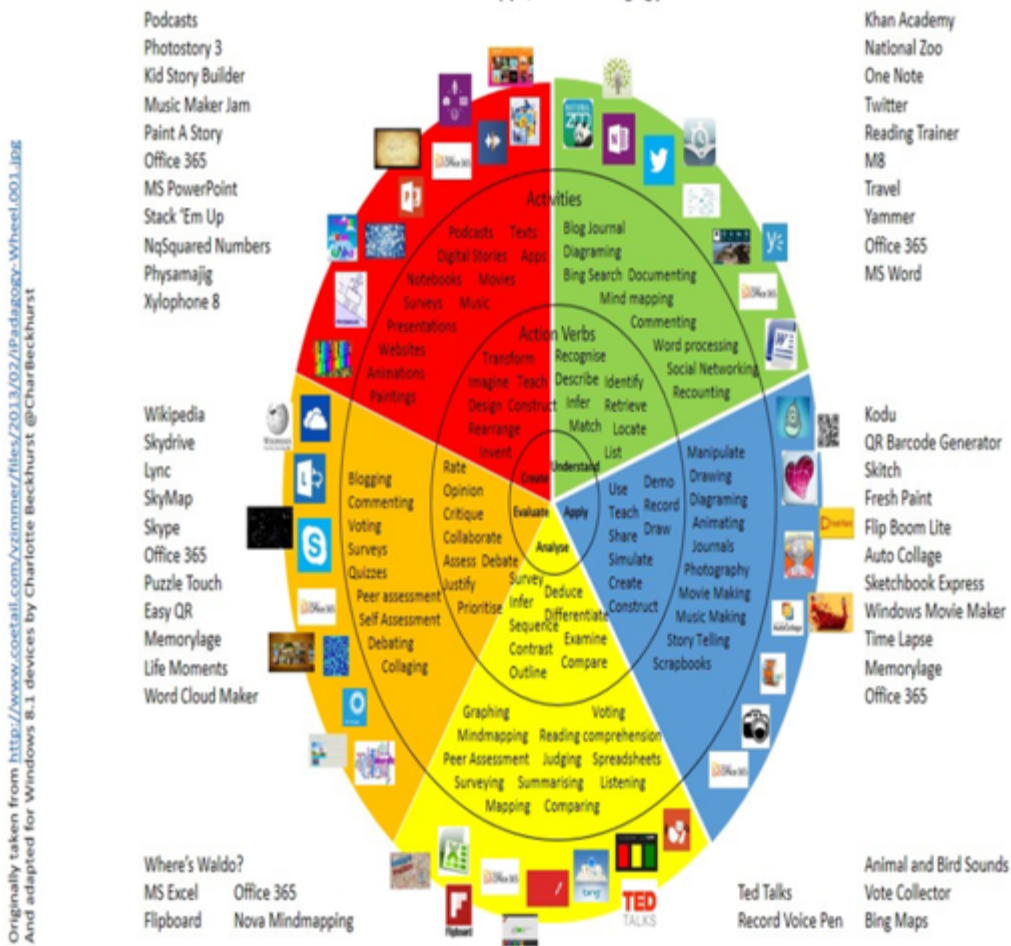 Podcasts
Photostory 3
Kid Story Builder
Music Maker Jam
Paint A Story
Office 365
MS PowerPoint
Stack 'Em Up
NqSquared Numbers
Physamajig
Xylophone 8
Khan Academy
National Zoo
One Note
Twitter
Reading Trainer
M8
Travel
Yammer
Office 365
MS Word
Activities
Podcasts Texts
Digital Stories Apps
Notebooks Movies
Surveys Music
Presentations
Websites
Animations
Paintings
Blog Journal
Diagraming
Bing Search Documenting
Mind mapping
Commenting
Word processing
Social Networking
Recounting
Action Verbs
Transform
Imagine Teach
Design Construct
Rearrange
Invent
Recognise
Describe Identify
Infer Retrieve
Match Locate
List
Create
Understand
Evaluate
Apply
Analyse
Wikipedia
Skydrive
Lync
SkyMap
Skype
Office 365
Puzzle Touch
Easy QR
Memorylage
Life Moments
Word Cloud Maker
Blogging
Commenting
Voting
Surveys
Quizzes
Peer assessment
Self Assessment
Debating
Collaging
Rate
Opinion
Critique
Collaborate
Assess Debate
Justify
Prioritise
Use Demo
Teach Record
Share Draw
Simulate
Create
Construct
Manipulate
Drawing
Diagraming
Animating
Journals
Photography
Movie Making
Music Making
Story Telling
Scrapbooks
Kodu
QR Barcode Generator
Skitch
Fresh Paint
Flip Boom Lite
Auto Collage
Sketchbook Express
Windows Movie Maker
Time Lapse
Memorylage
Office 365
Survey Deduce
Infer Differentiate
Sequence Examine
Contrast Compare
Outline
Graphing Voting
Mindmapping Reading comprehension
Peer Assessment Judging Spreadsheets
Surveying Summarising Listening
Mapping Comparing
Where's Waldo?
MS Excel Office 365
Flipboard Nova Mindmapping
Flipboard
bing
TED
TALKS
Animal and Bird Sounds
Ted Talks Vote Collector
Record Voice Pen Bing Maps
Originally taken from http://www.coetail.com/vzimmer/files/2013/02/iPadagogy-Wheel.001.jpg
And adapted for Windows 8.1 devices by Charlotte Beckhurst @CharBeckhurst